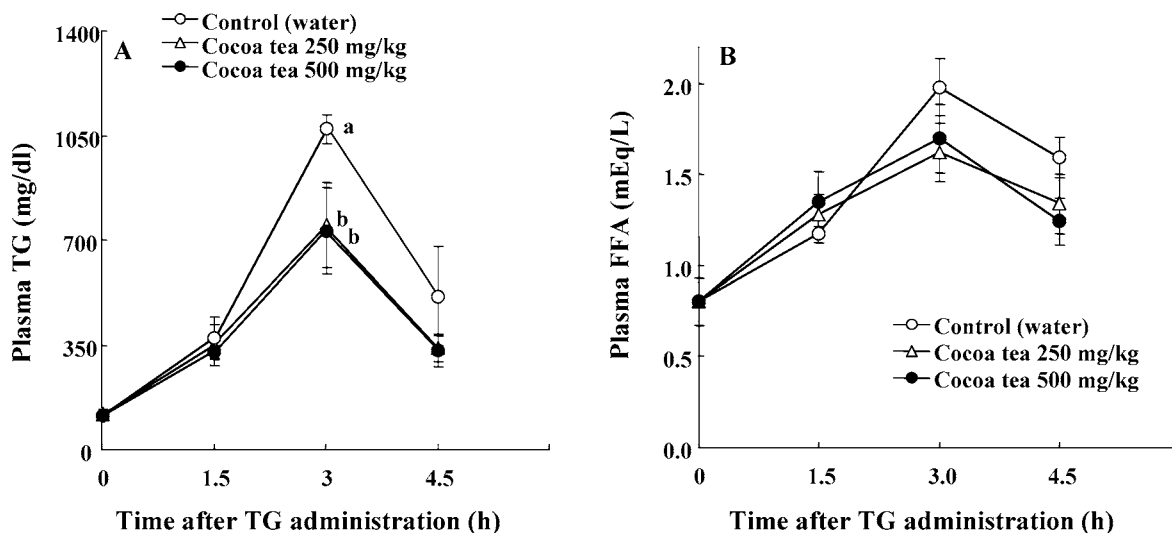 A
Control (water)
Cocoa tea 250 mg/kg
Cocoa tea 500 mg/kg
1400
1050
700
350
0
Plasma TG (mg/dl)
a
b
b
0 1.5 3 4.5
Time after TG administration (h)
B
2.0
1.5
1.0
0.5
0.0
Plasma FFA (mEq/L)
Control (water)
Cocoa tea 250 mg/kg
Cocoa tea 500 mg/kg
0 1.5 3.0 4.5
Time after TG administration (h)